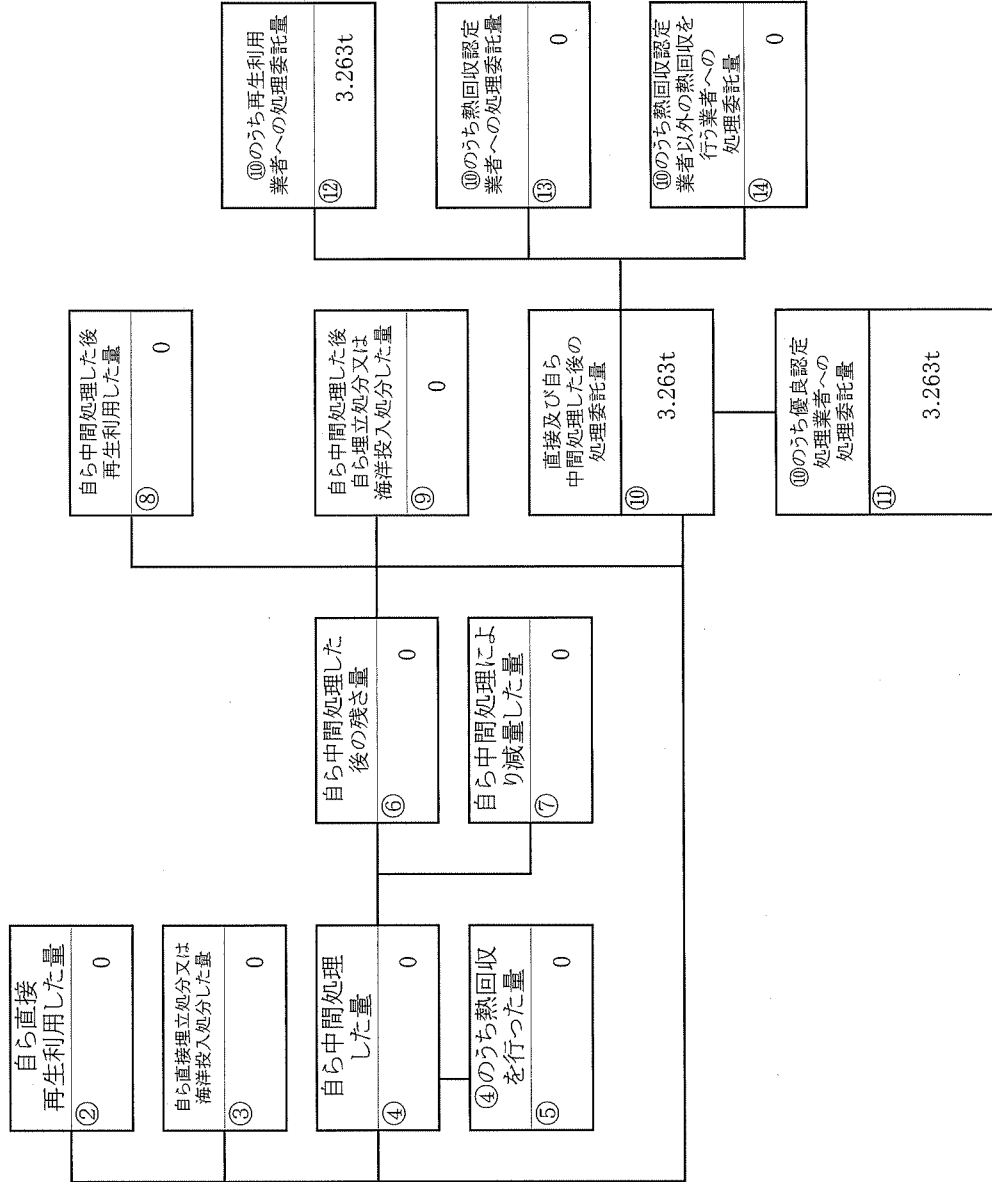 自ら直接
再生利用した量
② 0
自ら直接埋立処分又は
海洋投入処分した量
③ 0
自ら中間処理
した量
④ 0
④のうち熱回収
を行った量
⑤ 0
自ら中間処理した
後の残さ量
⑥ 0
自ら中間処理によ
り減量した量
⑦ 0
自ら中間処理した後
再生利用した量
⑧ 0
自ら中間処理した後
自ら埋立処分又は
海洋投入処分した量
⑨ 0
直接及び自ら
中間処理した後の
処理委託量
⑩ 3.263t
⑩のうち優良認定
処理業者への
処理委託量
⑪ 3.263t
⑩のうち再生利用
業者への処理委託量
⑫ 3.263t
⑩のうち熱回収認定
業者への処理委託量
⑬ 0
⑩のうち熱回収認定
業者以外の熱回収を
行う業者への
処理委託量
⑭ 0